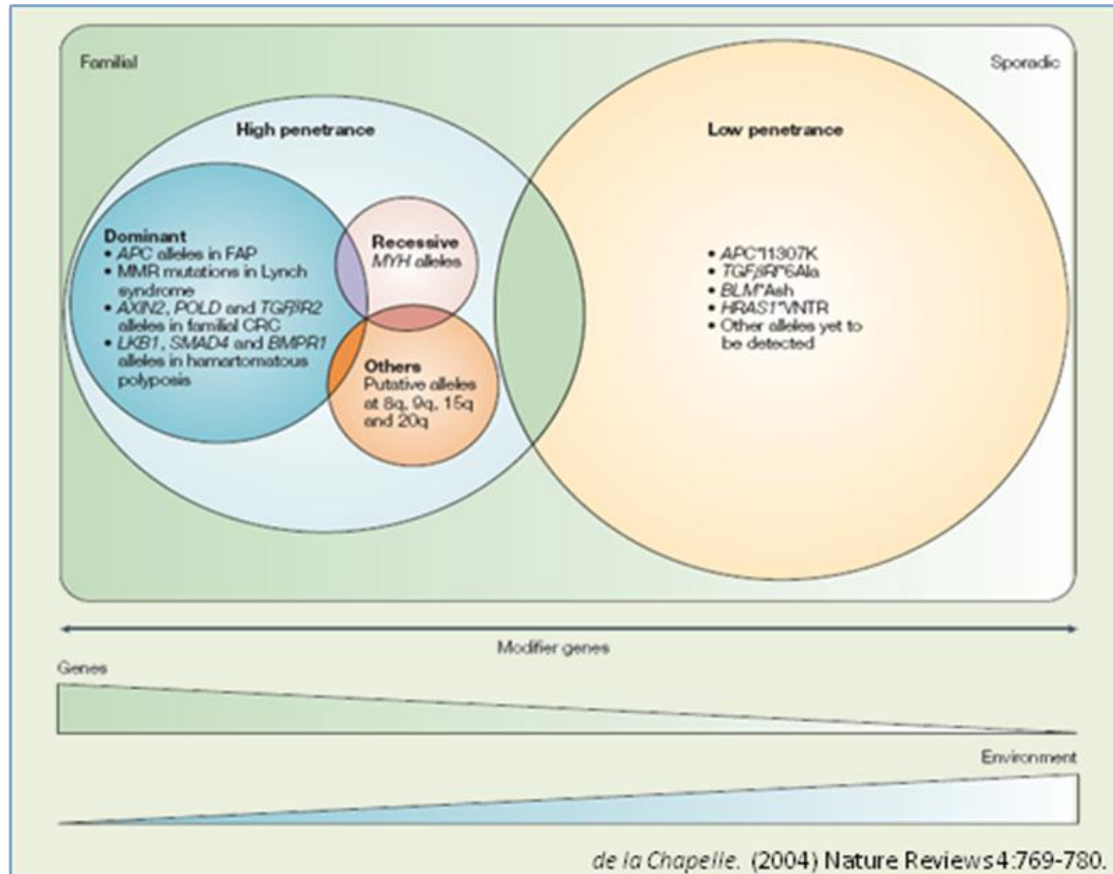 Familial
Sporadic
High penetrance
Low penetrance
Dominant
• APC alleles in FAP
• MMR mutations in Lynch
syndrome
• AXIN2, POLD and TGFβR2
alleles in familial CRC
• LKB1, SMAD4 and BMPR1
alleles in hamartomatous
polyposis
Recessive
MYH alleles
Others
Putative alleles
at 8q, 9q, 15q
and 20q
• APC*I1307K
• TGFβRI*6Ala
• BLM*Ash
• HRAS1*VNTR
• Other alleles yet to
be detected
Modifier genes
Genes
Environment
de la Chapelle. (2004) Nature Reviews 4:769-780.